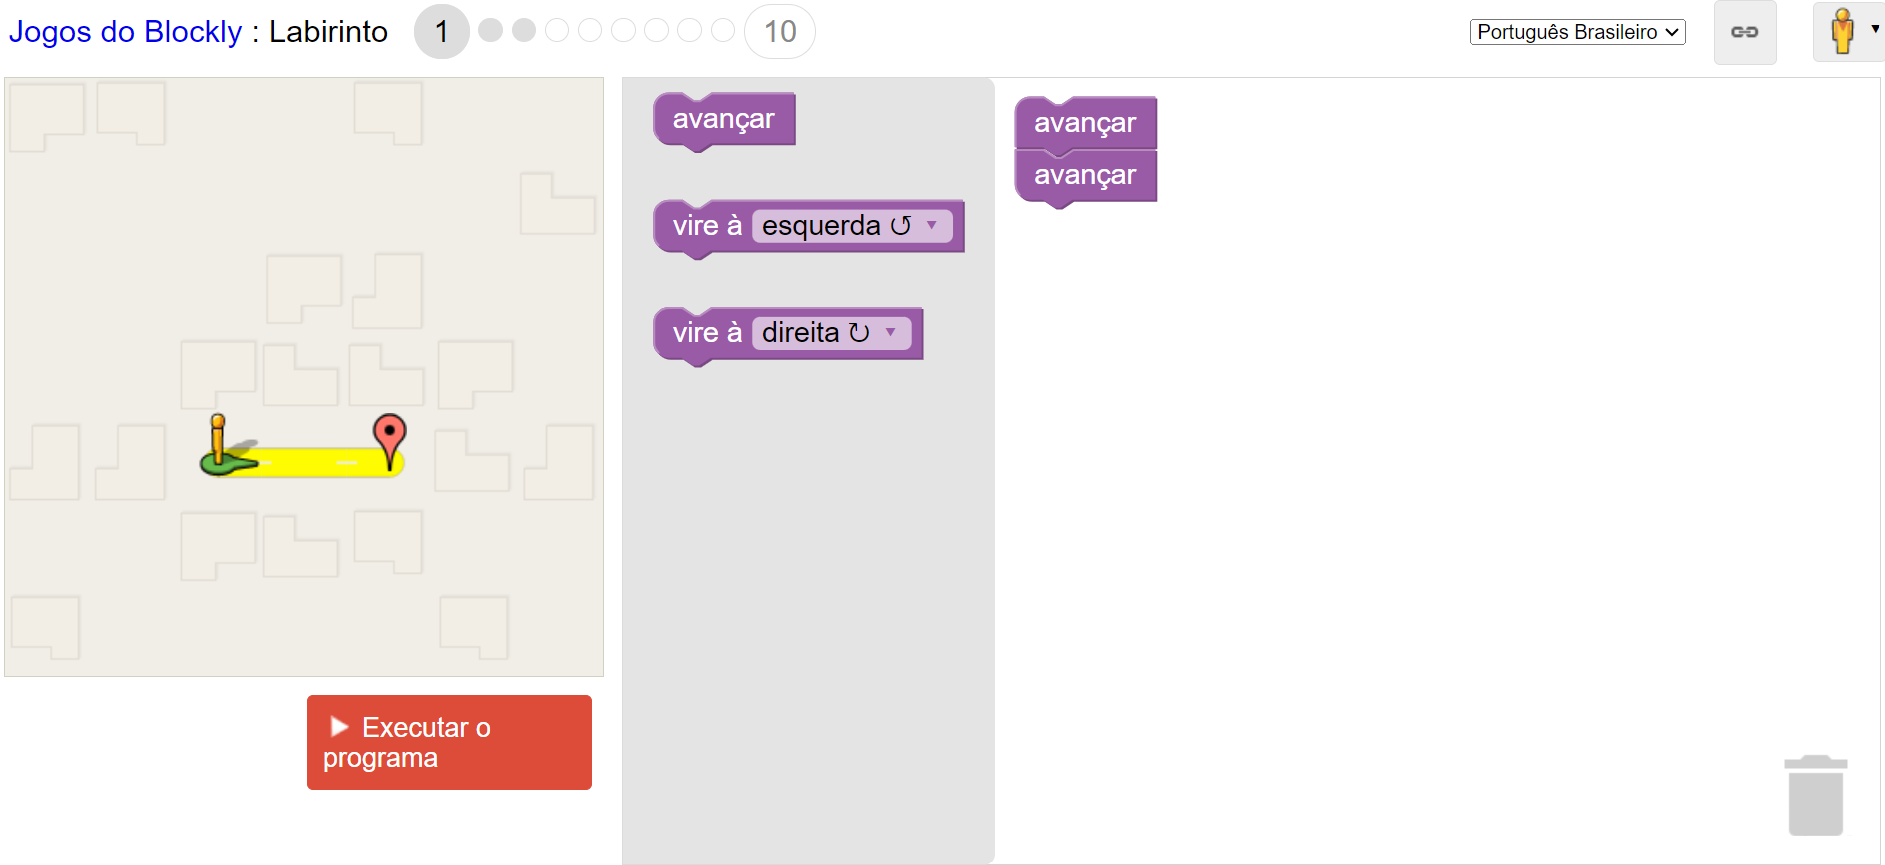 Jogos do Blockly : Labirinto 1 10 Português Brasileiro
avançar
vire à esquerda ↺
vire à direita ↻
avançar
avançar
Executar o
programa